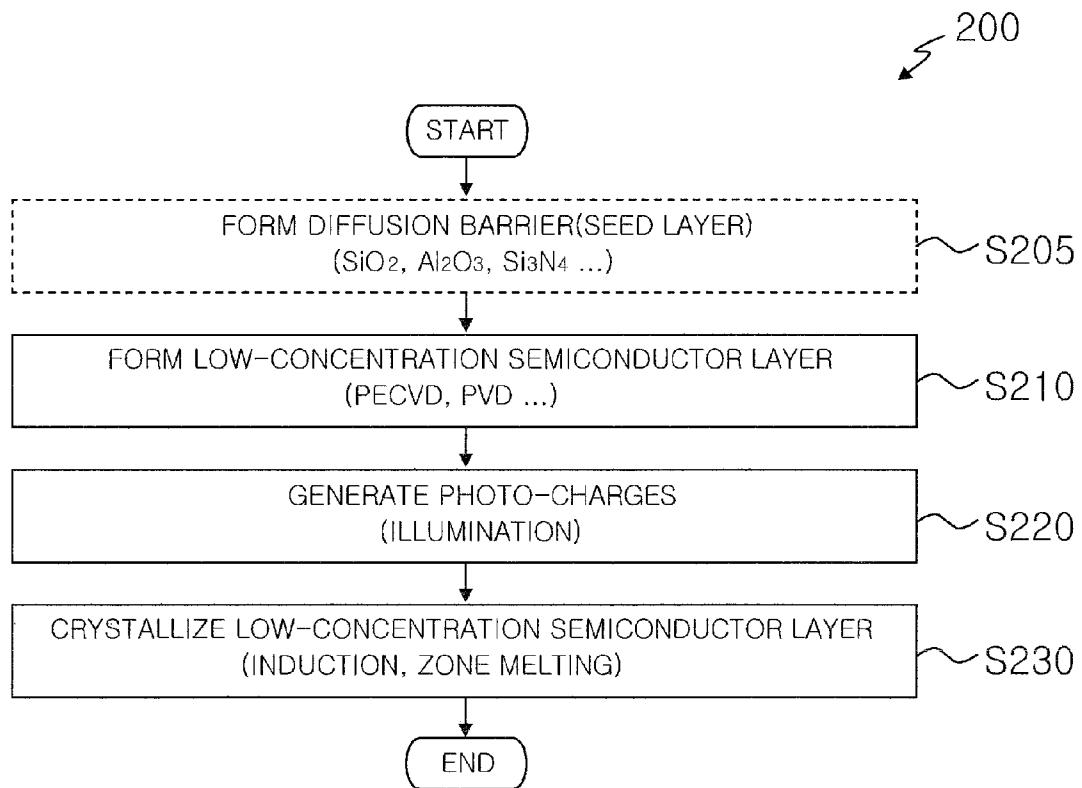 200
START
FORM DIFFUSION BARRIER(SEED LAYER)
(SiO2, Al2O3, Si3N4 ...)
S205
FORM LOW-CONCENTRATION SEMICONDUCTOR LAYER
(PECVD, PVD ...)
S210
GENERATE PHOTO-CHARGES
(ILLUMINATION)
S220
CRYSTALLIZE LOW-CONCENTRATION SEMICONDUCTOR LAYER
(INDUCTION, ZONE MELTING)
S230
END